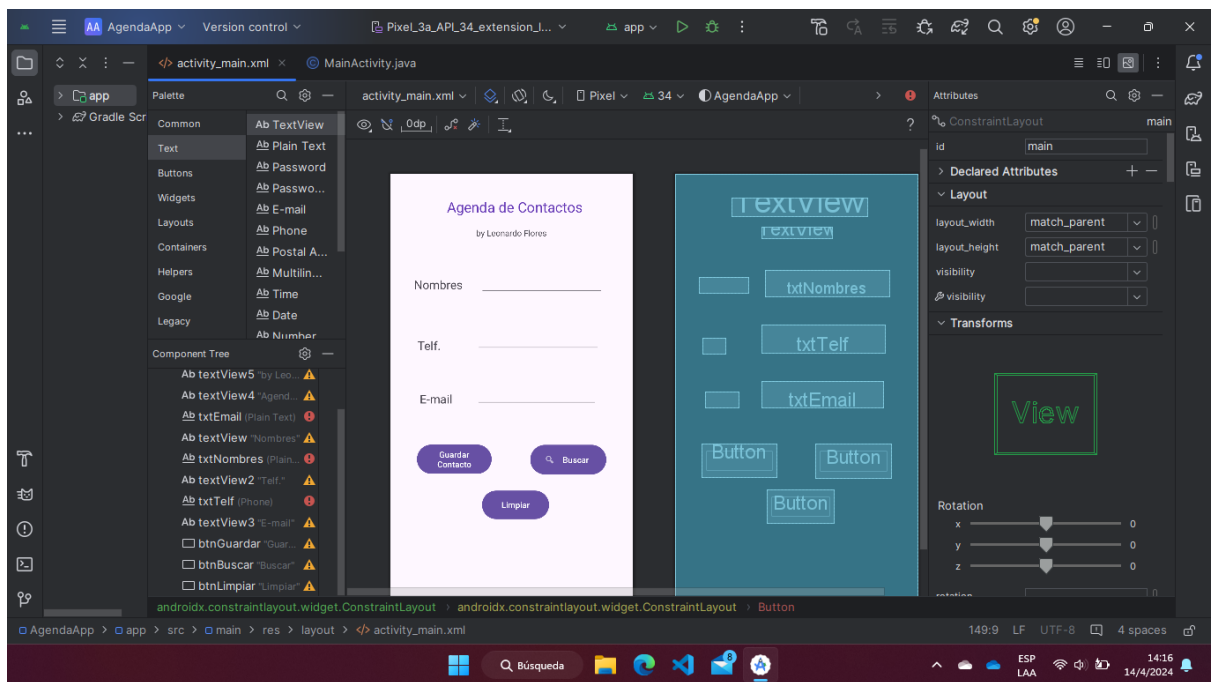 AA AgendaApp Version control Pixel_3a_API_34_extension_l... app
activity_main.xml MainActivity.java
app Palette activity_main.xml Pixel 34 AgendaApp Attributes
Gradle Scr Common Ab TextView 0dp ? ConstraintLayout main
Text Ab Plain Text id main
Buttons Ab Password Declared Attributes
Widgets Ab Passwo... Layout
Ab E-mail Agenda de Contactos TextView
Layouts Ab Phone by Leonardo Flores TextView layout_width match_parent
Containers Ab Postal A... layout_height match_parent
Helpers Ab Multilin... visibility
Google Ab Time Nombres txtNombres visibility
Legacy Ab Date Transforms
Ab Number
Component Tree Telf. txtTelf
Ab textView5 "by Leo...
Ab textView4 "Agend... E-mail txtEmail View
Ab txtEmail (Plain Text)
Ab textView "Nombres"
Ab txtNombres (Plain... Guardar Contacto Buscar Button Button
Ab textView2 "Telf."
Ab txtTelf (Phone) Limpiar Button Rotation
Ab textView3 "E-mail" x 0
btnGuardar "Guar... y 0
btnBuscar "Buscar" z 0
btnLimpiar "Limpiar" rotation
androidx.constraintlayout.widget.ConstraintLayout androidx.constraintlayout.widget.ConstraintLayout Button
AgendaApp app src main res layout activity_main.xml 149:9 LF UTF-8 4 spaces
Búsqueda 8 ESP LAA 14:16 14/4/2024